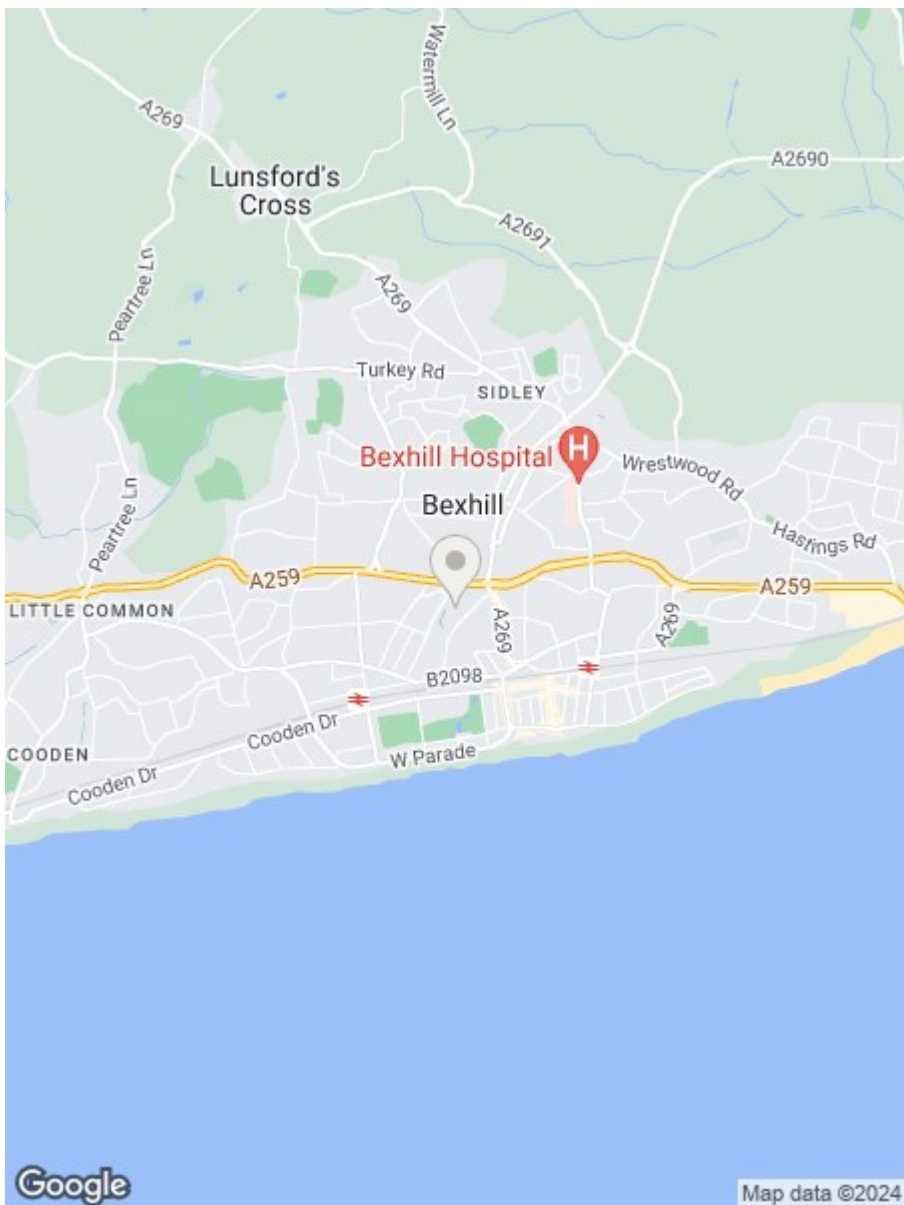 Watermill Ln
A269
A2690
Lunsford's
Cross
A2691
Peartree Ln
A269
Turkey Rd
SIDLEY
Bexhill Hospital
H
Wrestwood Rd
Bexhill
Peartree Ln
Hastings Rd
A259
A259
LITTLE COMMON
A269
A269
B2098
Cooden Dr
W Parade
COODEN
Cooden Dr
Google
Map data ©2024